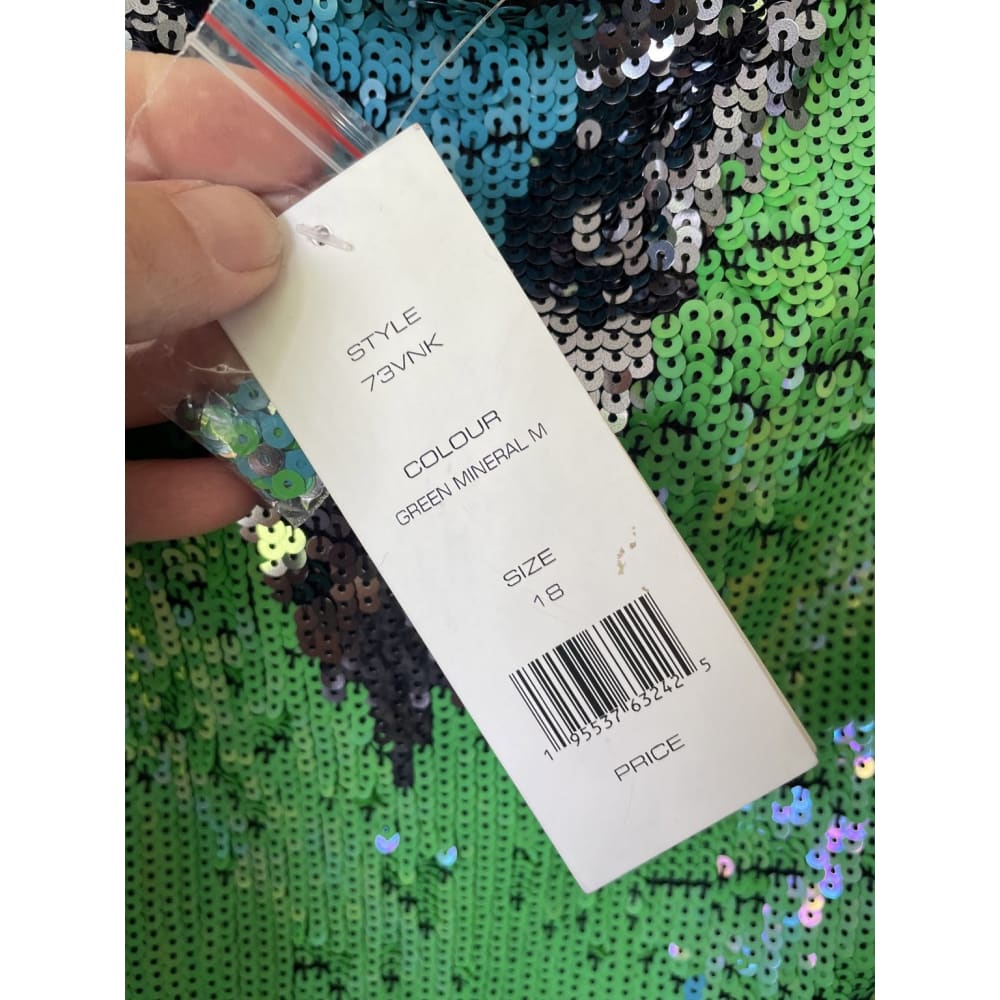 STYLE
73VNK
COLOUR
GREEN MINERAL M
SIZE
18
1 95537 63242 5
PRICE